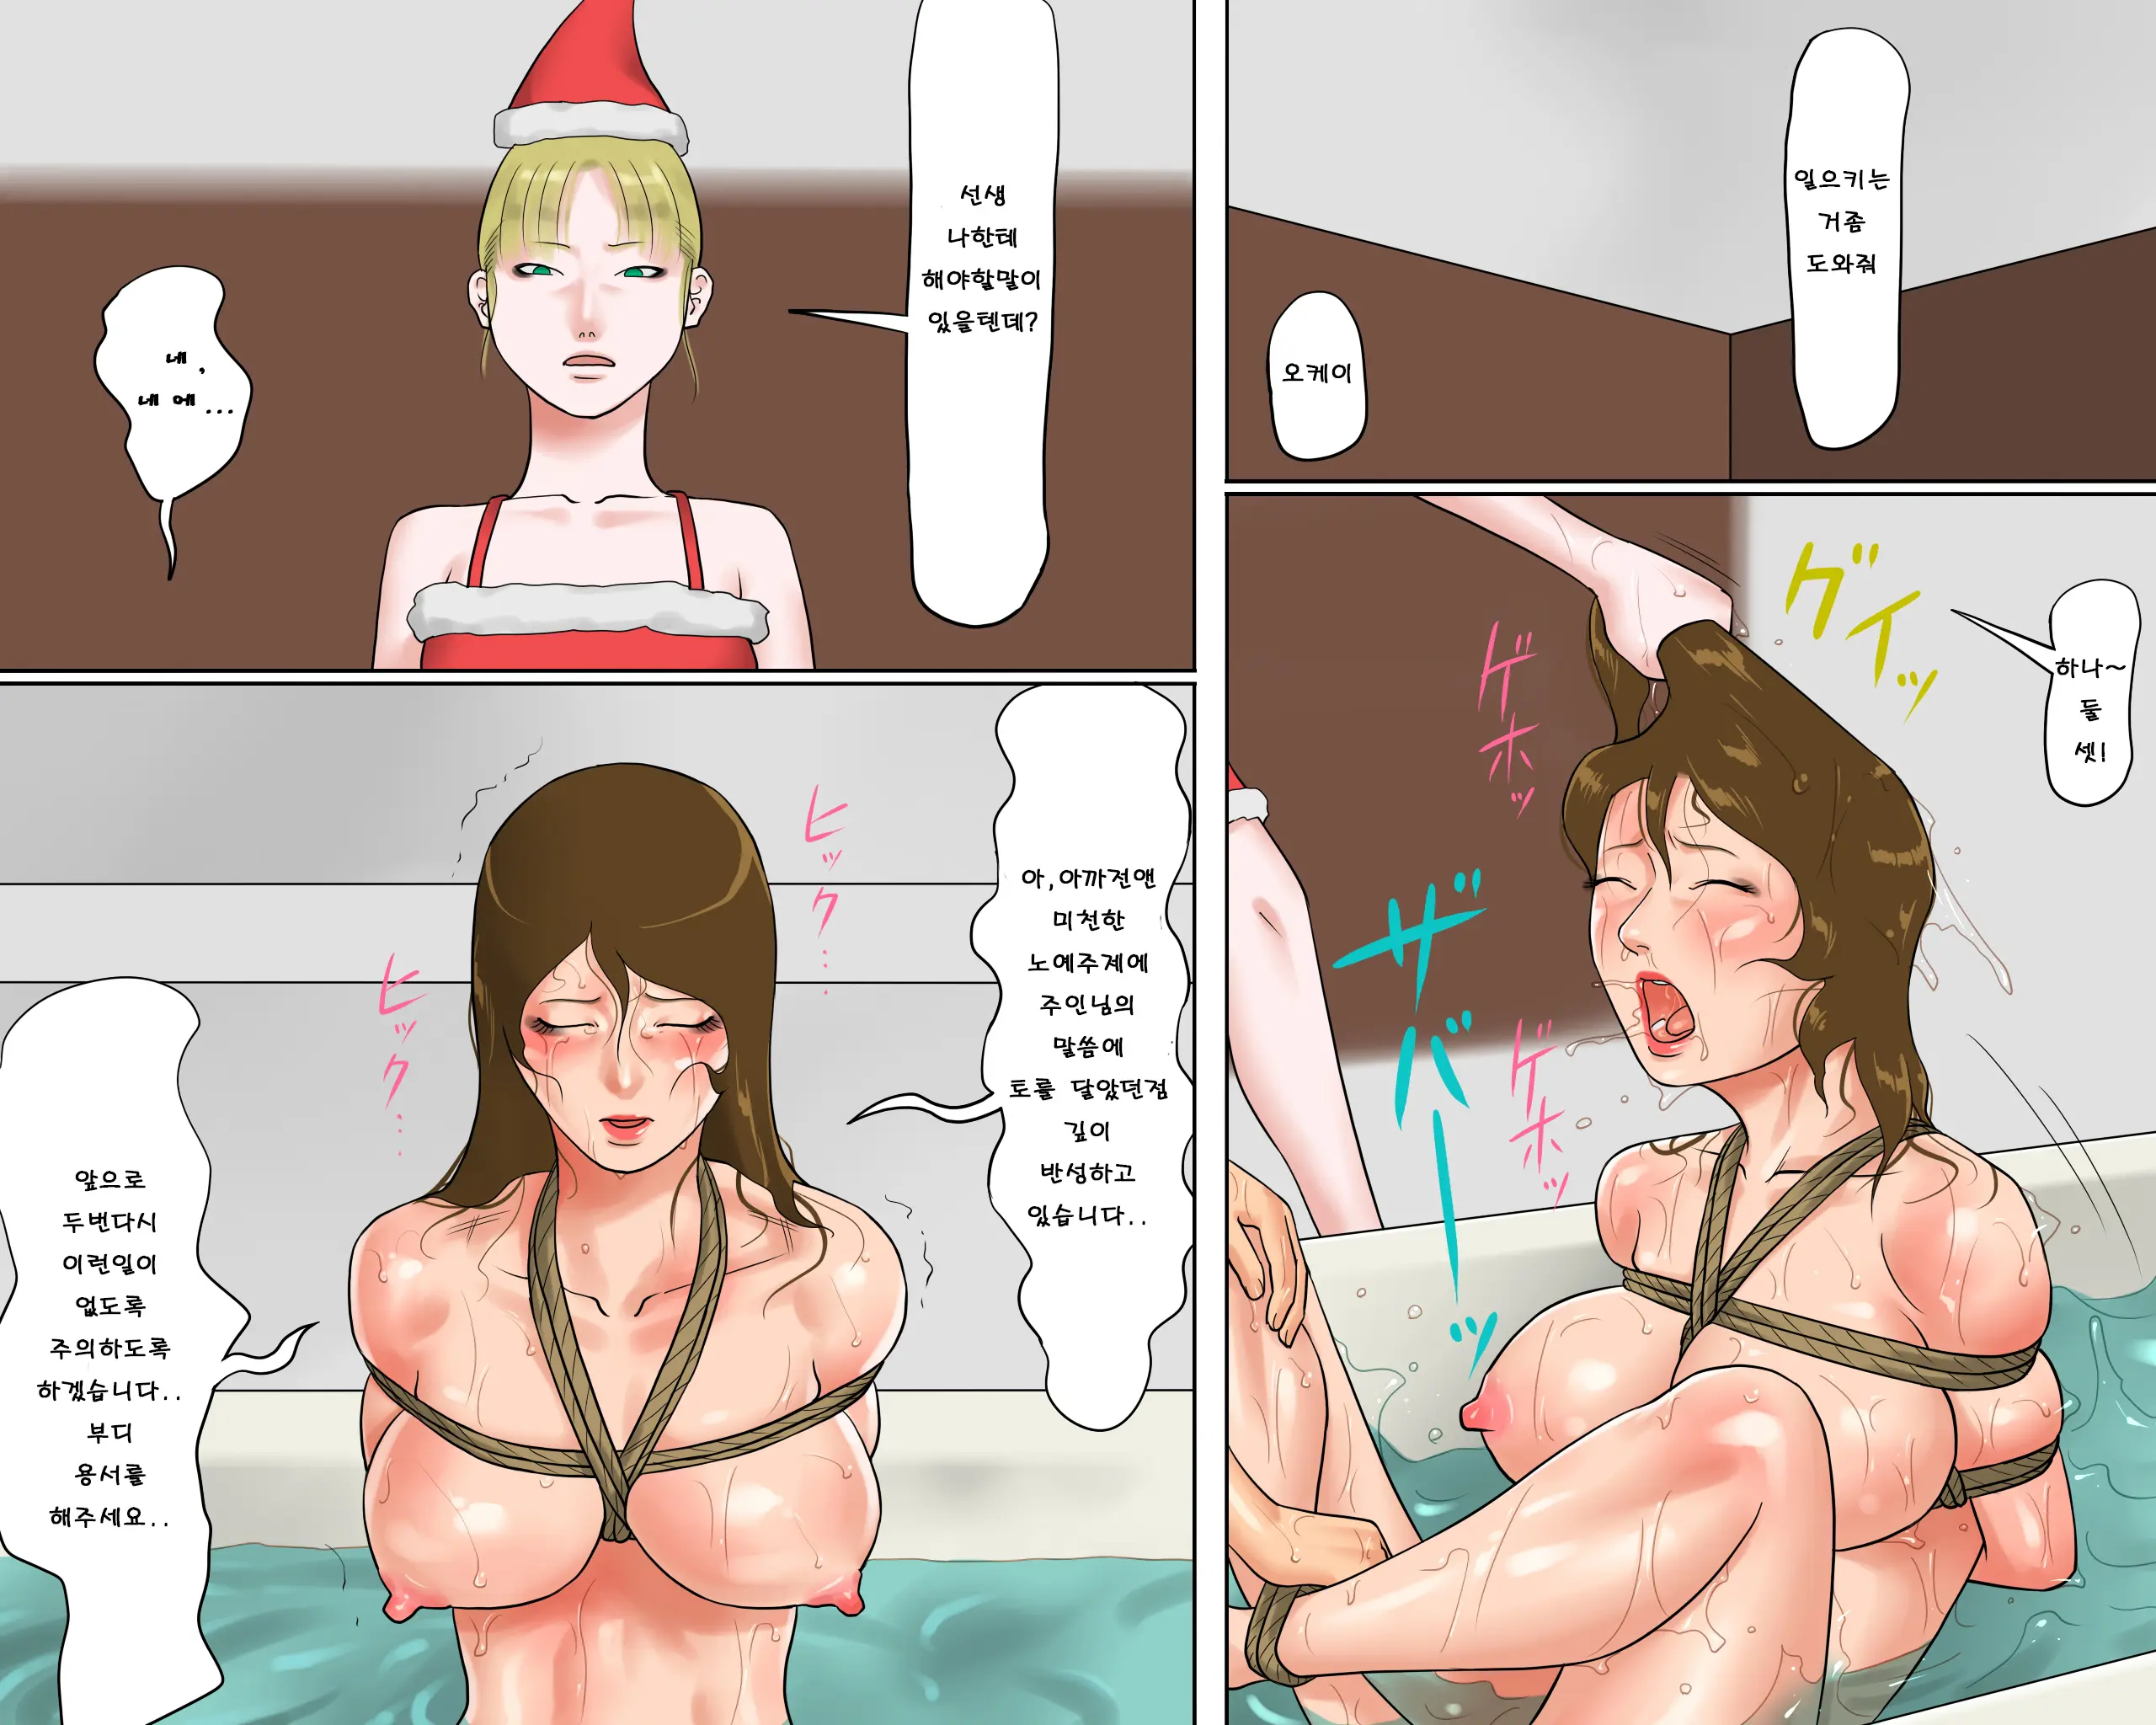 일으키는
거좀
도와줘
오케이
하나~
둘
셋!
グイッ
ゲホッ
ザバーッ
ゲホッ
선생
나한테
해야할말이
있을텐데?
네,
네 에...
아,아까전앤
미천한
노예주제에
주인님의
말씀에
토를 달았던점
깊이
반성하고
있습니다..
ヒック…
ヒック…
앞으로
두번다시
이런일이
없도록
주의하도록
하겠습니다..
부디
용서를
해주세요..